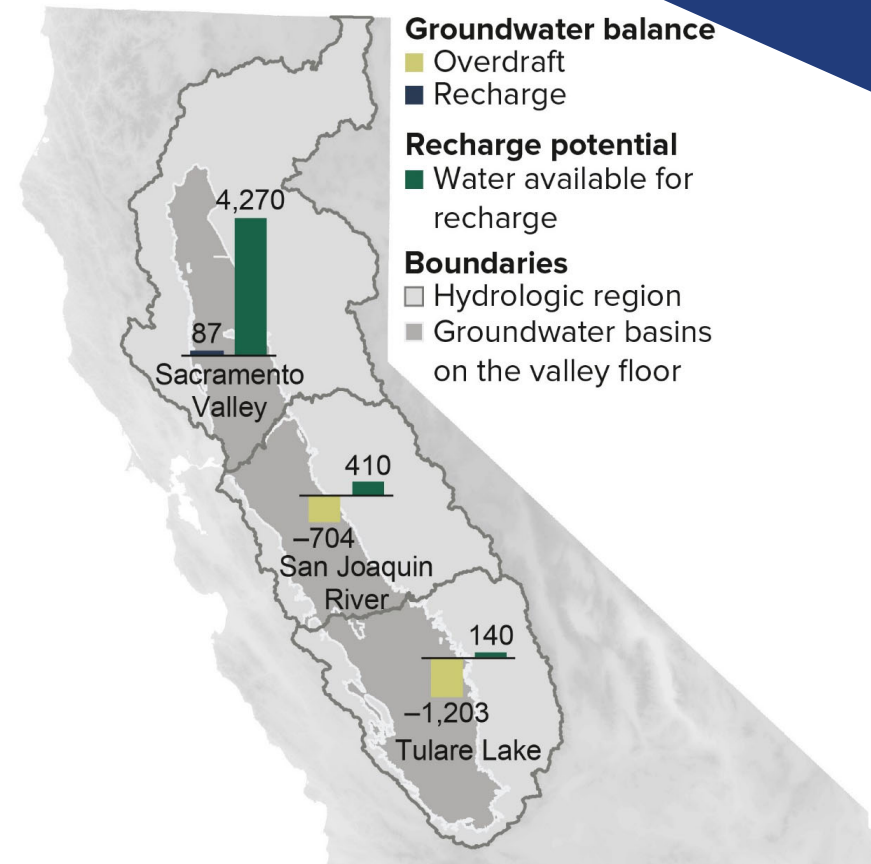 Groundwater balance
Overdraft
Recharge
Recharge potential
Water available for
recharge
Boundaries
Hydrologic region
Groundwater basins
on the valley floor
4,270
87
Sacramento
Valley
410
–704
San Joaquin
River
140
–1,203
Tulare Lake